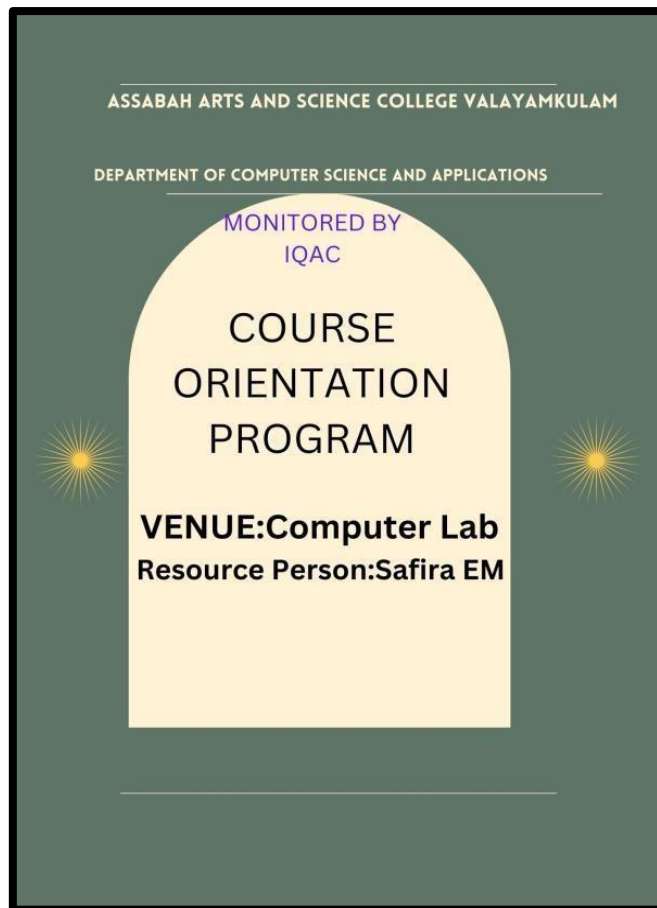 ASSABAH ARTS AND SCIENCE COLLEGE VALAYAMKULAM
DEPARTMENT OF COMPUTER SCIENCE AND APPLICATIONS
MONITORED BY
IQAC
COURSE
ORIENTATION
PROGRAM
VENUE:Computer Lab
Resource Person:Safira EM